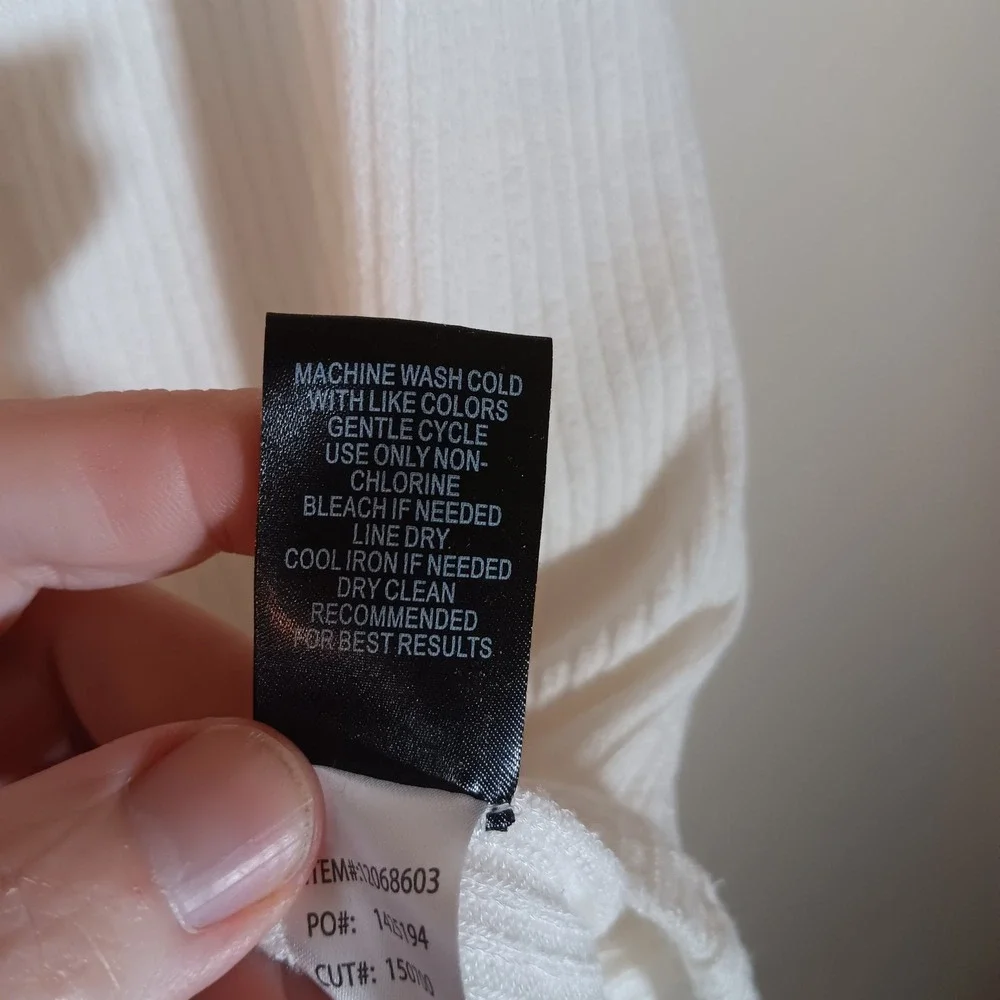 MACHINE WASH COLD
WITH LIKE COLORS
GENTLE CYCLE
USE ONLY NON-
CHLORINE
BLEACH IF NEEDED
LINE DRY
COOL IRON IF NEEDED
DRY CLEAN
RECOMMENDED
FOR BEST RESULTS
PO#:
CUT#: